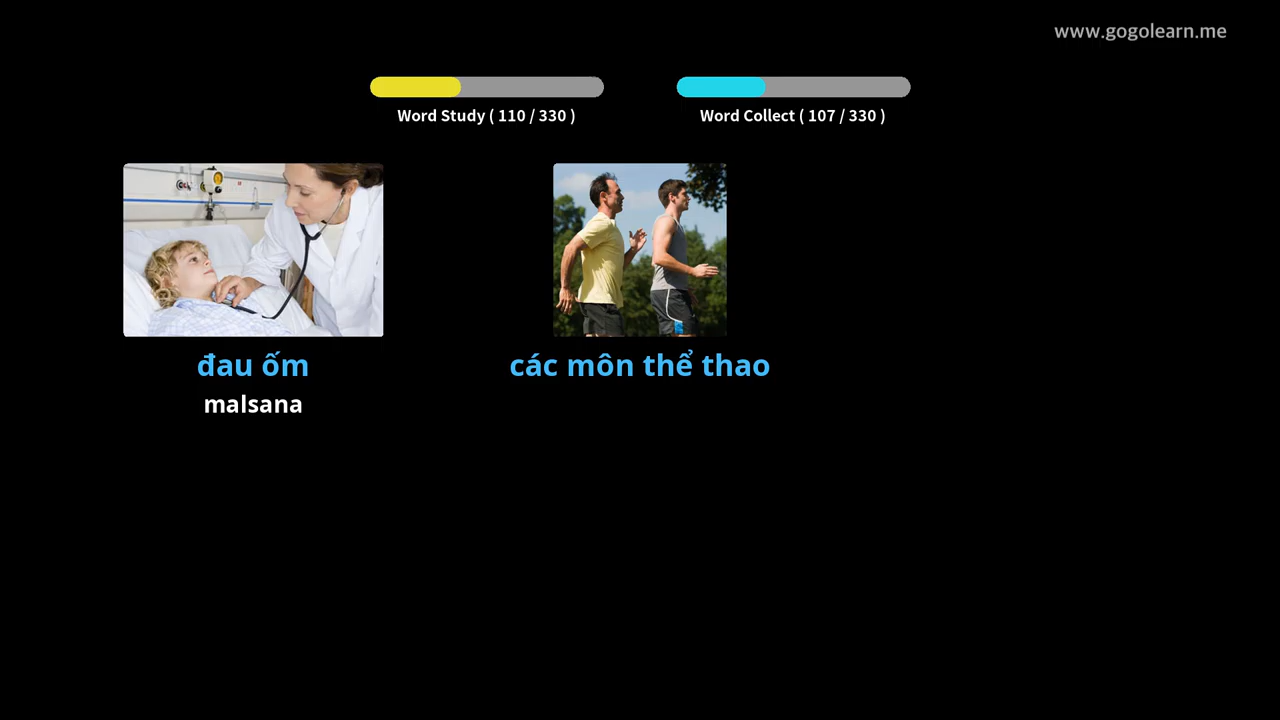 www.gogolearn.me
Word Study ( 110 / 330 )
Word Collect ( 107 / 330 )
đau ốm
malsana
các môn thể thao